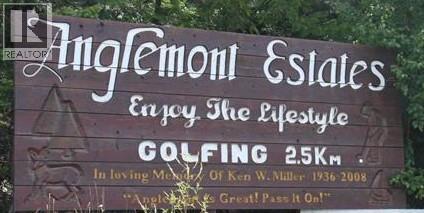 REALTOR
Anglemont Estates
Enjoy The Lifestyle
GOLFING 2.5Km
In loving Memory Of Ken W. Miller 1936-2008
"Anglemont Is Great! Pass it On!"